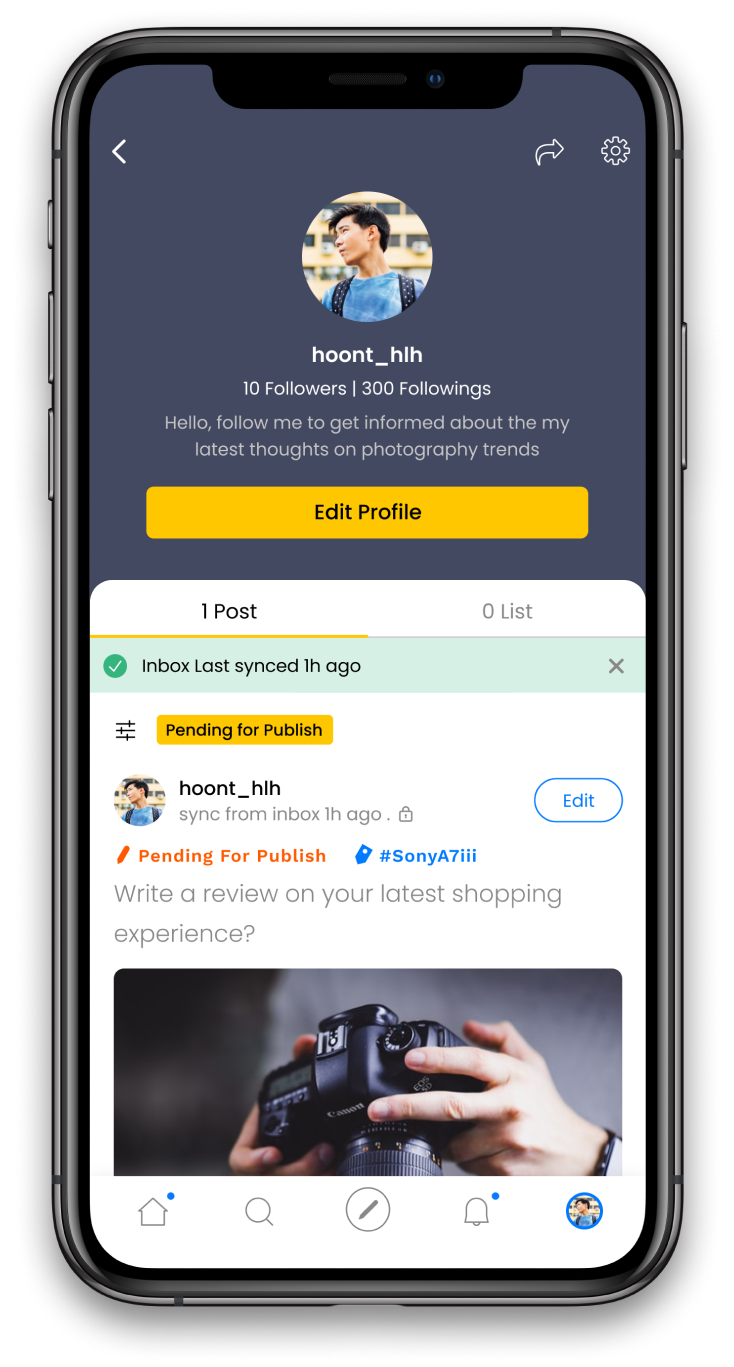 hoont_hlh
10 Followers | 300 Followings
Hello, follow me to get informed about the my
latest thoughts on photography trends
Edit Profile
1 Post
0 List
Inbox Last synced 1h ago
Pending for Publish
hoont_hlh
sync from inbox 1h ago .
Edit
Pending For Publish
#SonyA7iii
Write a review on your latest shopping
experience?
EOS
5D
Canon